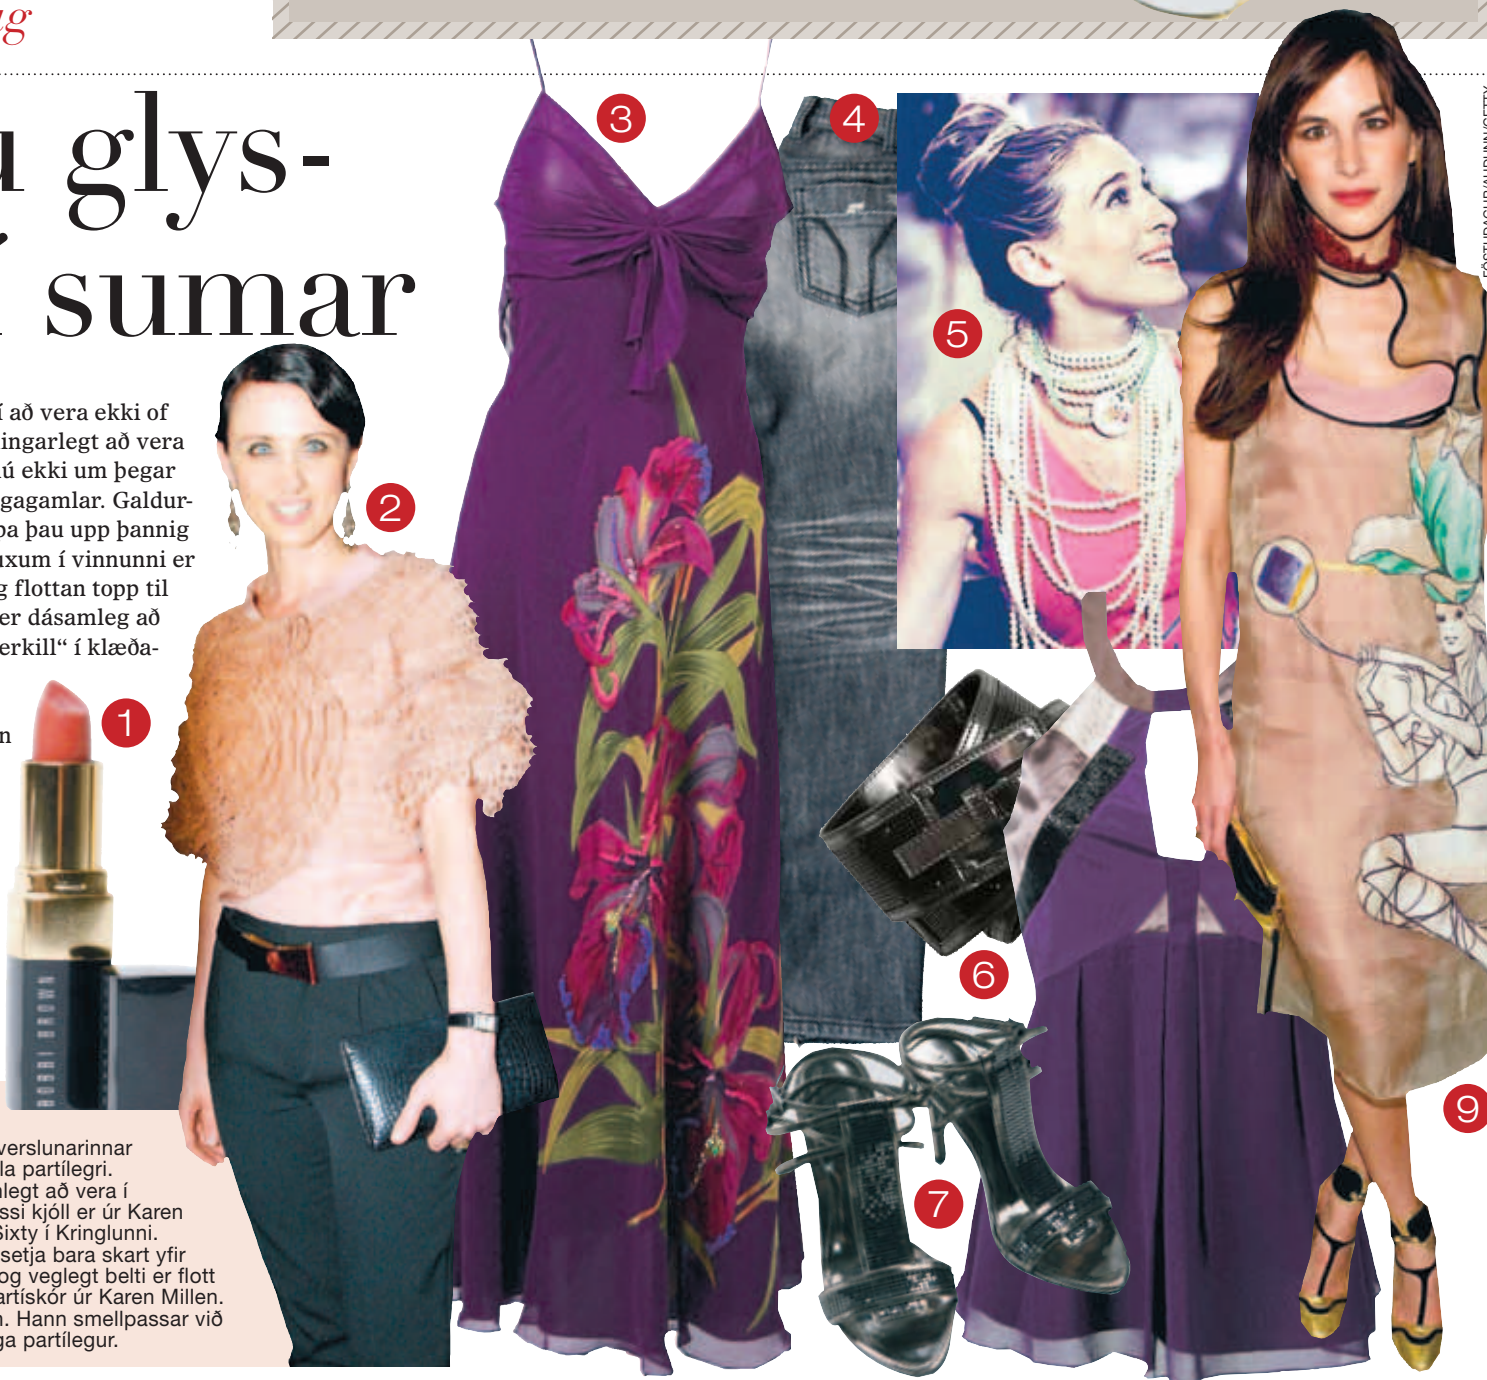 ag
u glys-
í sumar
í að vera ekki of
ingarlegt að vera
ú ekki um þegar
gagamlar. Galdur-
pa þau upp þannig
uxum í vinnunni er
g flottan topp til
er dásamleg að
erkill“ í klæða-
n
1
2
3
4
5
6
7
9
verslunarinnar
la partílegri.
legt að vera í
ssi kjóll er úr Karen
Sixty í Kringlunni.
setja bara skart yfir
og veglegt belti er flott
artískór úr Karen Millen.
n. Hann smellpassar við
ga partílegur.